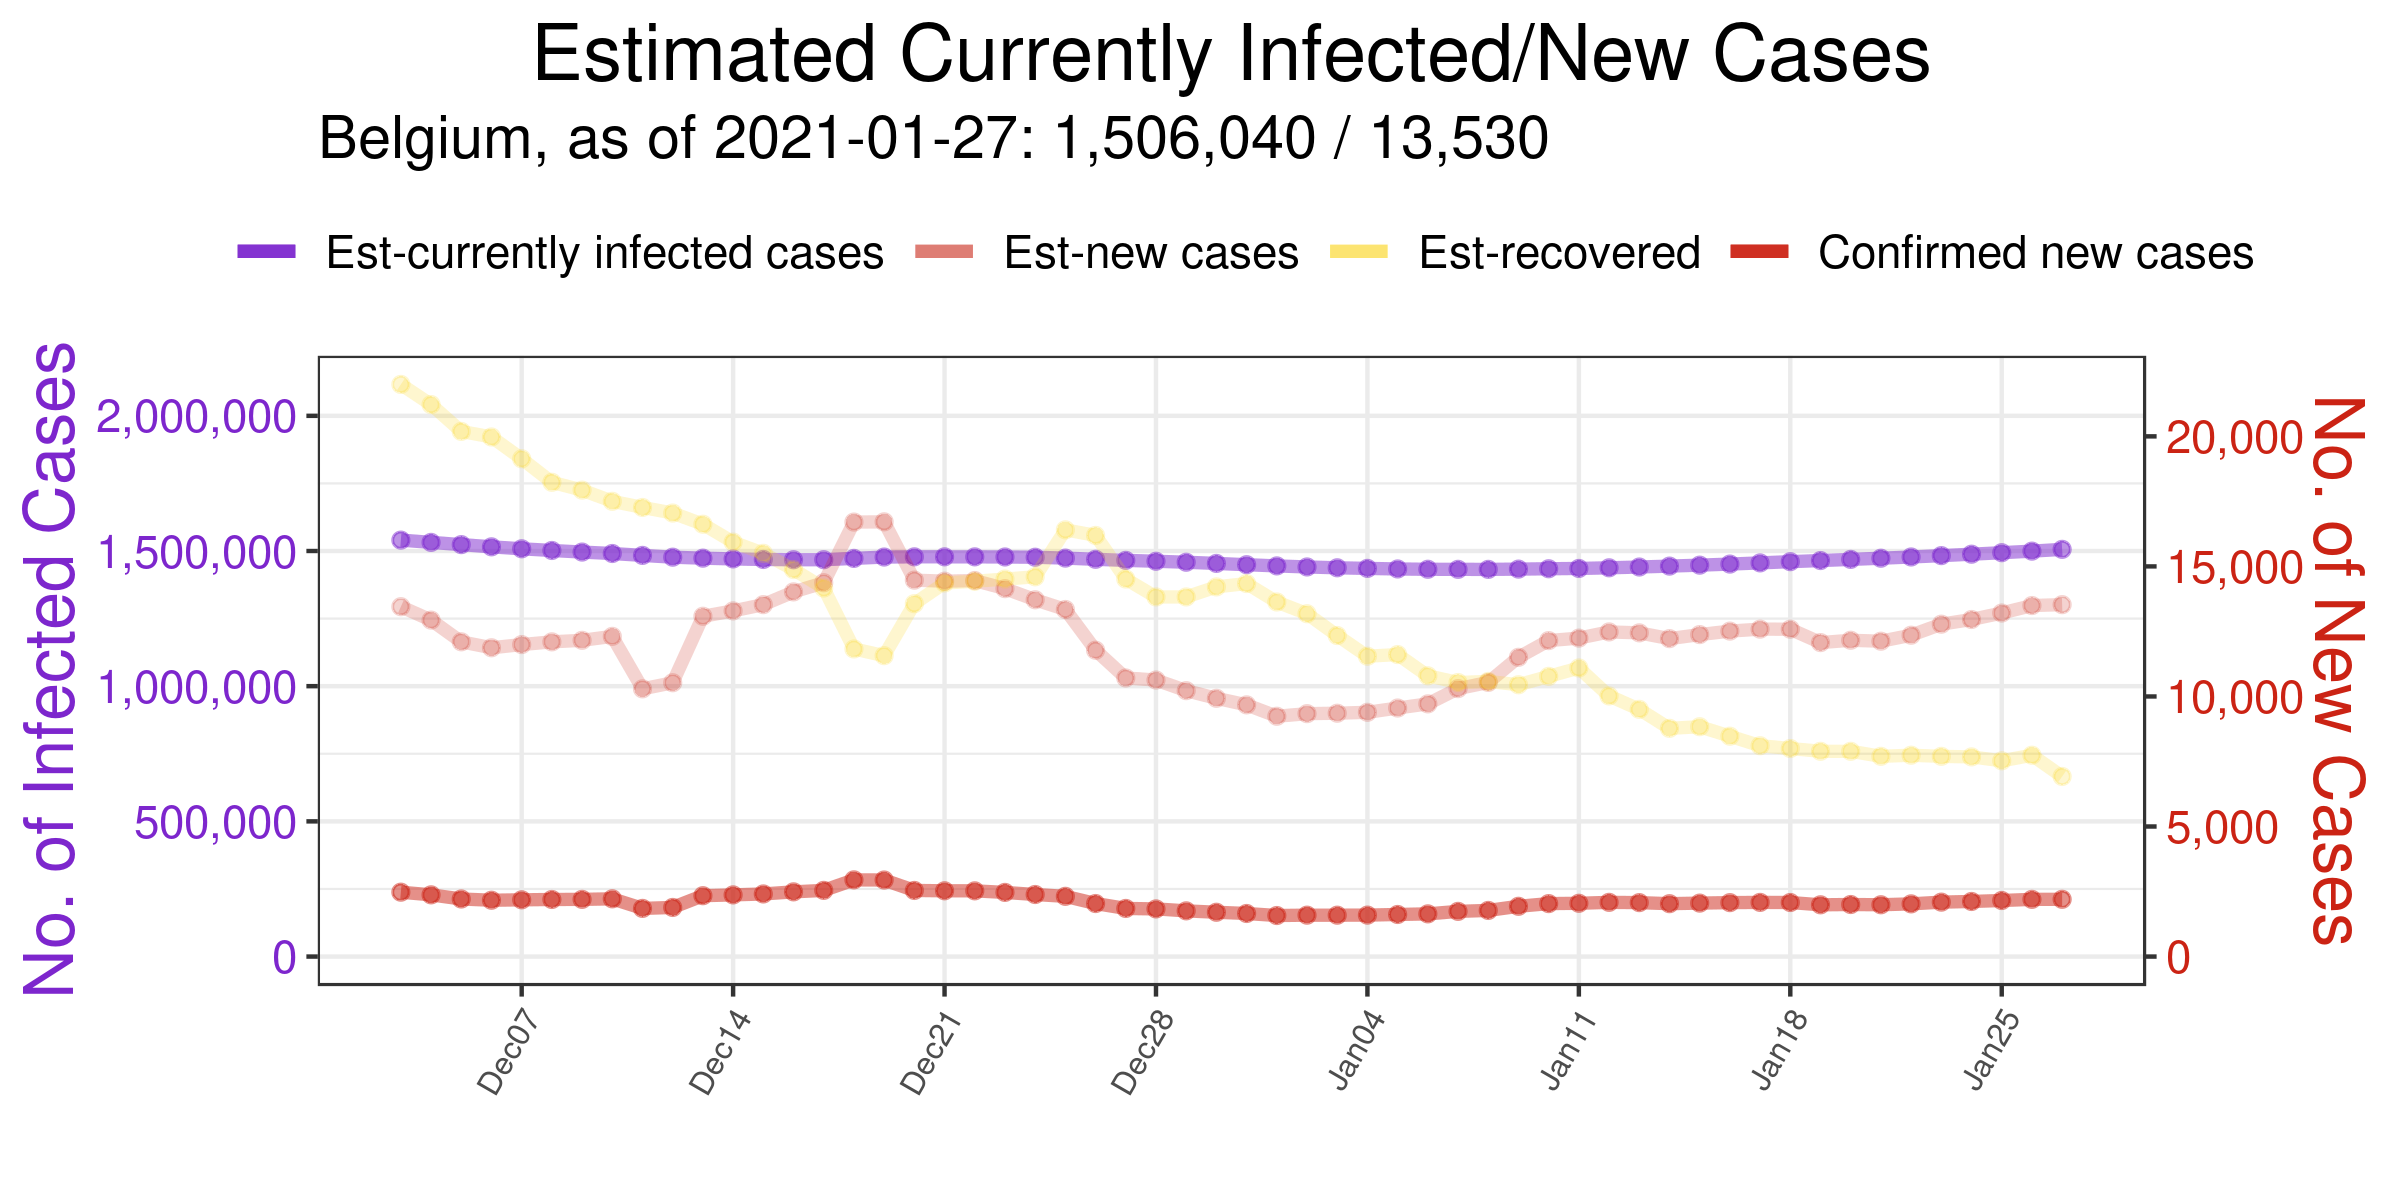 Estimated Currently Infected/New Cases
Belgium, as of 2021-01-27: 1,506,040 / 13,530
Est-currently infected cases Est-new cases Est-recovered Confirmed new cases
No. of Infected Cases
2,000,000
1,500,000
1,000,000
500,000
0
20,000
15,000
10,000
5,000
0
No. of New Cases
Dec07 Dec14 Dec21 Dec28 Jan04 Jan11 Jan18 Jan25